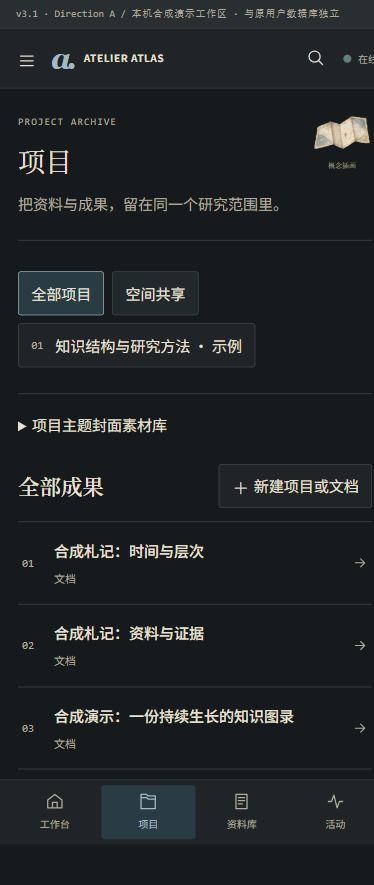 v3.1 · Direction A / 本机合成演示工作区 · 与原用户数据库独立
a. ATELIER ATLAS
在线
PROJECT ARCHIVE
项目
概念插画
把资料与成果，留在同一个研究范围里。
全部项目 空间共享
01 知识结构与研究方法 · 示例
▶ 项目主题封面素材库
全部成果
+ 新建项目或文档
01 合成札记：时间与层次
文档
02 合成札记：资料与证据
文档
03 合成演示：一份持续生长的知识图录
文档
工作台 项目 资料库 活动